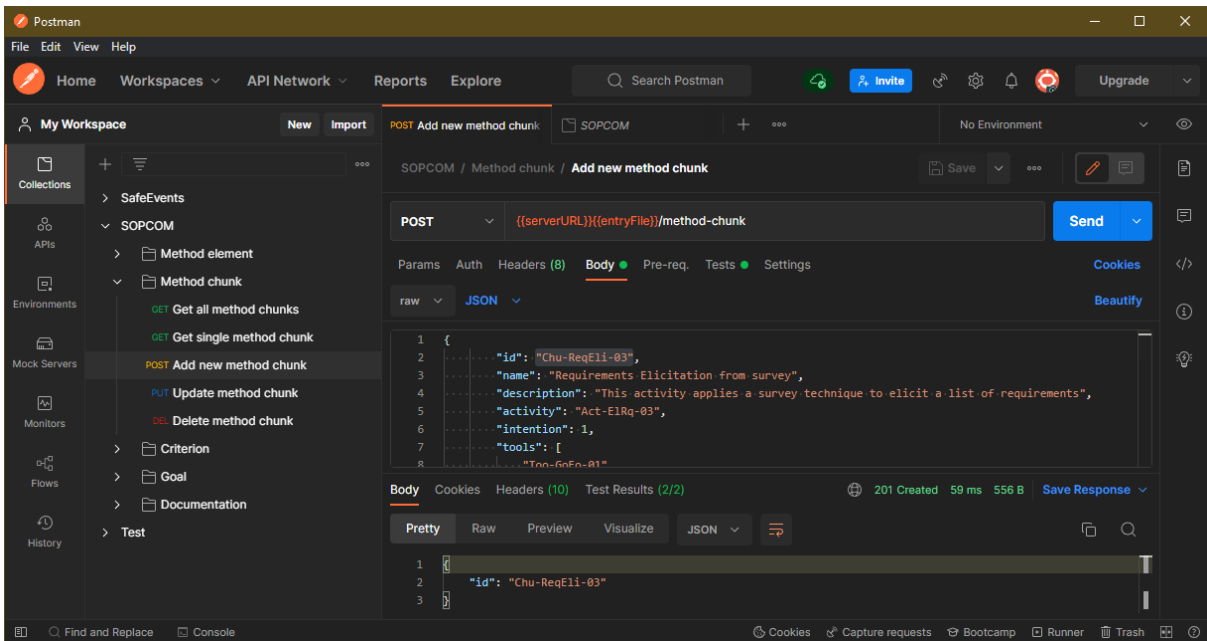 Postman
File Edit View Help
Home Workspaces API Network Reports Explore Search Postman Invite Upgrade
My Workspace New Import POST Add new method chunk SOPCOM No Environment
Collections
APIs
Environments
Mock Servers
Monitors
Flows
History
SafeEvents
SOPCOM
Method element
Method chunk
GET Get all method chunks
GET Get single method chunk
POST Add new method chunk
PUT Update method chunk
DEL Delete method chunk
Criterion
Goal
Documentation
Test
SOPCOM / Method chunk / Add new method chunk Save
POST {{serverURL}}{{entryFile}}/method-chunk Send
Params Auth Headers (8) Body Pre-req. Tests Settings Cookies
raw JSON Beautify
1 {
2 "id": "Chu-ReqEli-03",
3 "name": "Requirements Elicitation from survey",
4 "description": "This activity applies a survey technique to elicit a list of requirements",
5 "activity": "Act-ElRq-03",
6 "intention": 1,
7 "tools": [
8 "Too-GoFo-01"
Body Cookies Headers (10) Test Results (2/2) 201 Created 59 ms 556 B Save Response
Pretty Raw Preview Visualize JSON
1 {
2 "id": "Chu-ReqEli-03"
3 }
Find and Replace Console Cookies Capture requests Bootcamp Runner Trash